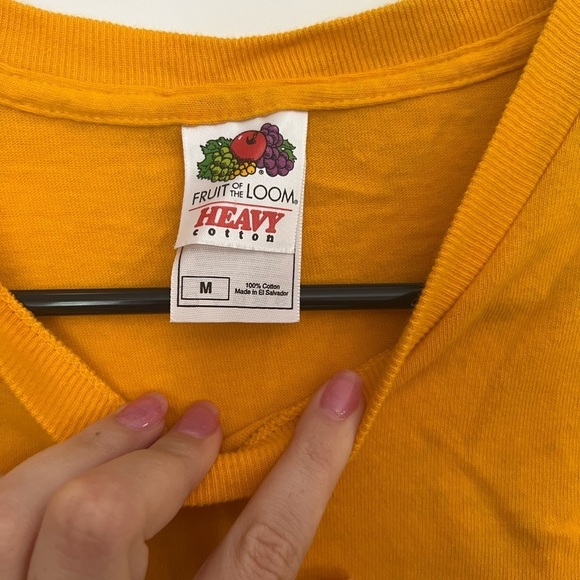 ®
FRUIT OF THE LOOM®
HEAVY
cotton
M
100% Cotton
Made in El Salvador